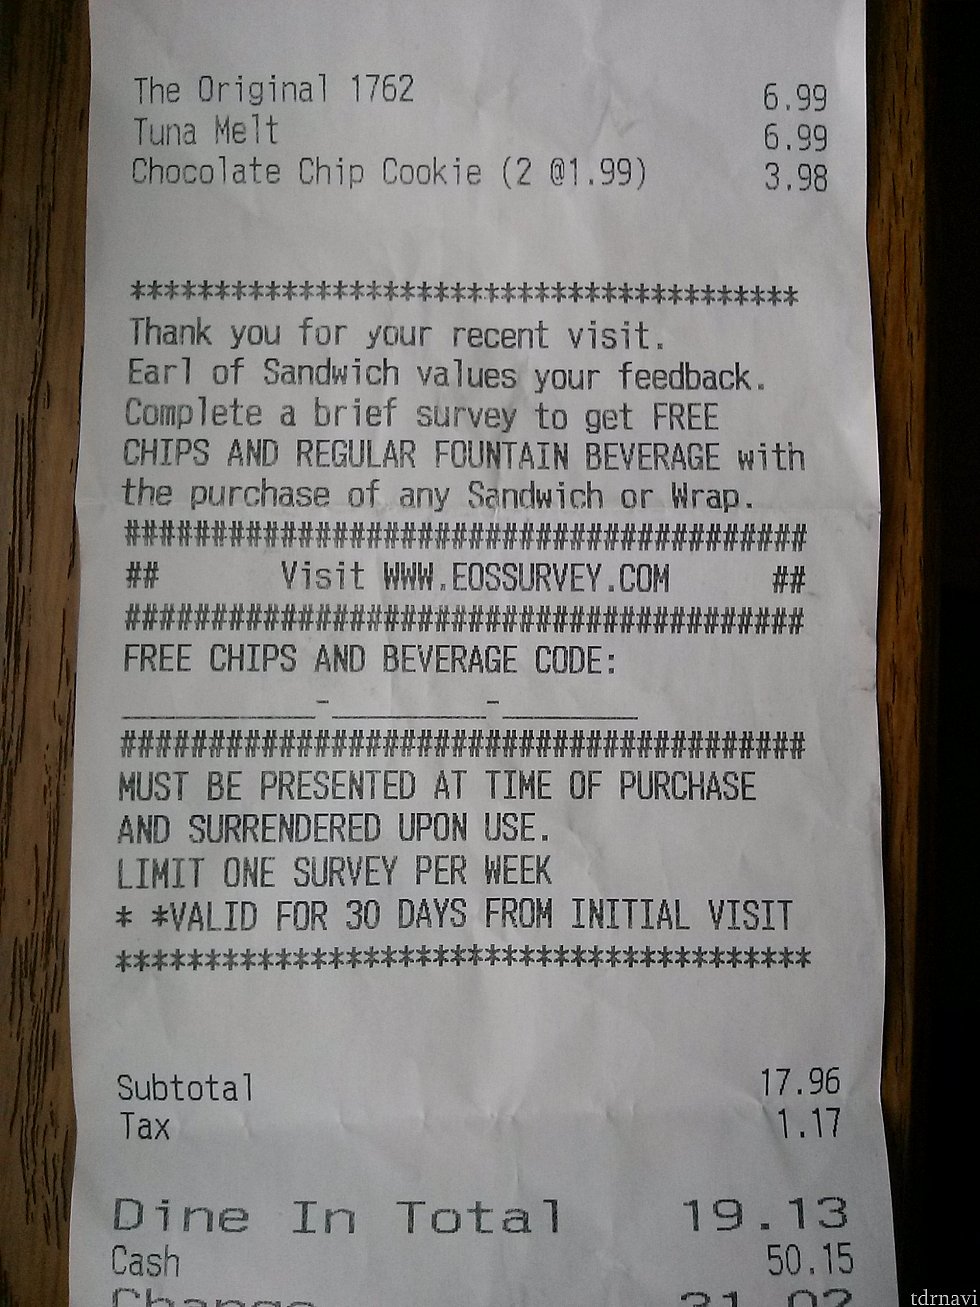 The Original 1762 6.99
Tuna Melt 6.99
Chocolate Chip Cookie (2 @1.99) 3.98
****************************************
Thank you for your recent visit.
Earl of Sandwich values your feedback.
Complete a brief survey to get FREE
CHIPS AND REGULAR FOUNTAIN BEVERAGE with
the purchase of any Sandwich or Wrap.
########################################
## Visit WWW.EOSSURVEY.COM ##
########################################
FREE CHIPS AND BEVERAGE CODE:
___________-_________-________
########################################
MUST BE PRESENTED AT TIME OF PURCHASE
AND SURRENDERED UPON USE.
LIMIT ONE SURVEY PER WEEK
* *VALID FOR 30 DAYS FROM INITIAL VISIT
****************************************
Subtotal 17.96
Tax 1.17
Dine In Total 19.13
Cash 50.15
Change 31.02
tdrnavi